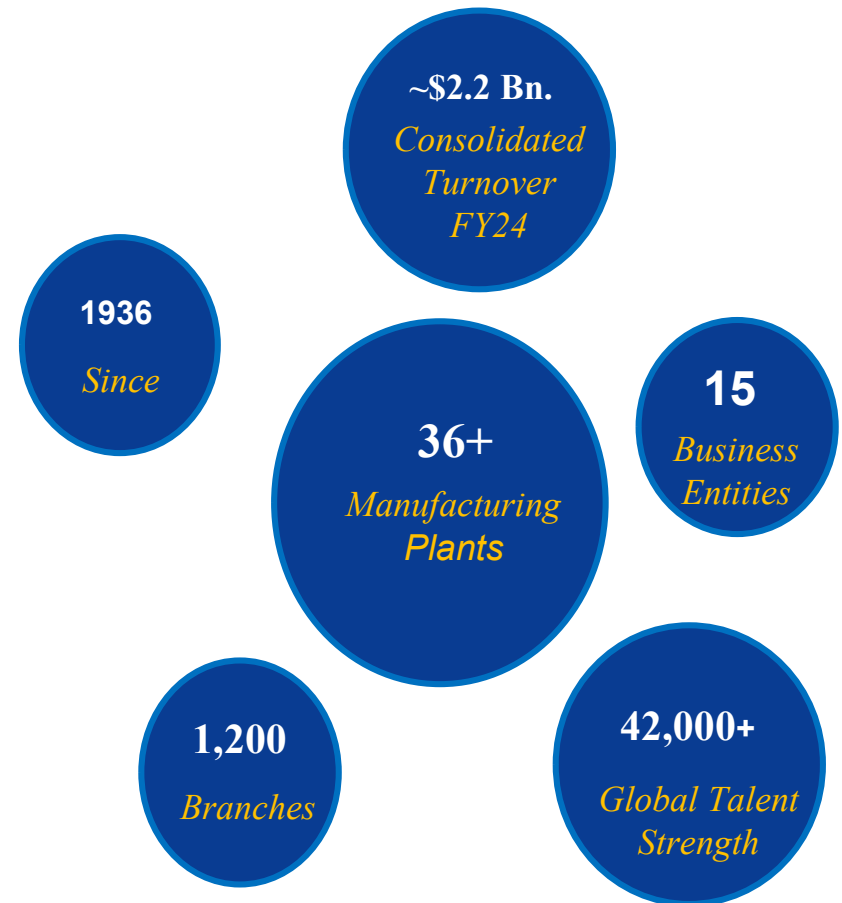 ~$2.2 Bn.
Consolidated
Turnover
FY24
1936
Since
15
Business
Entities
36+
Manufacturing
Plants
1,200
Branches
42,000+
Global Talent
Strength